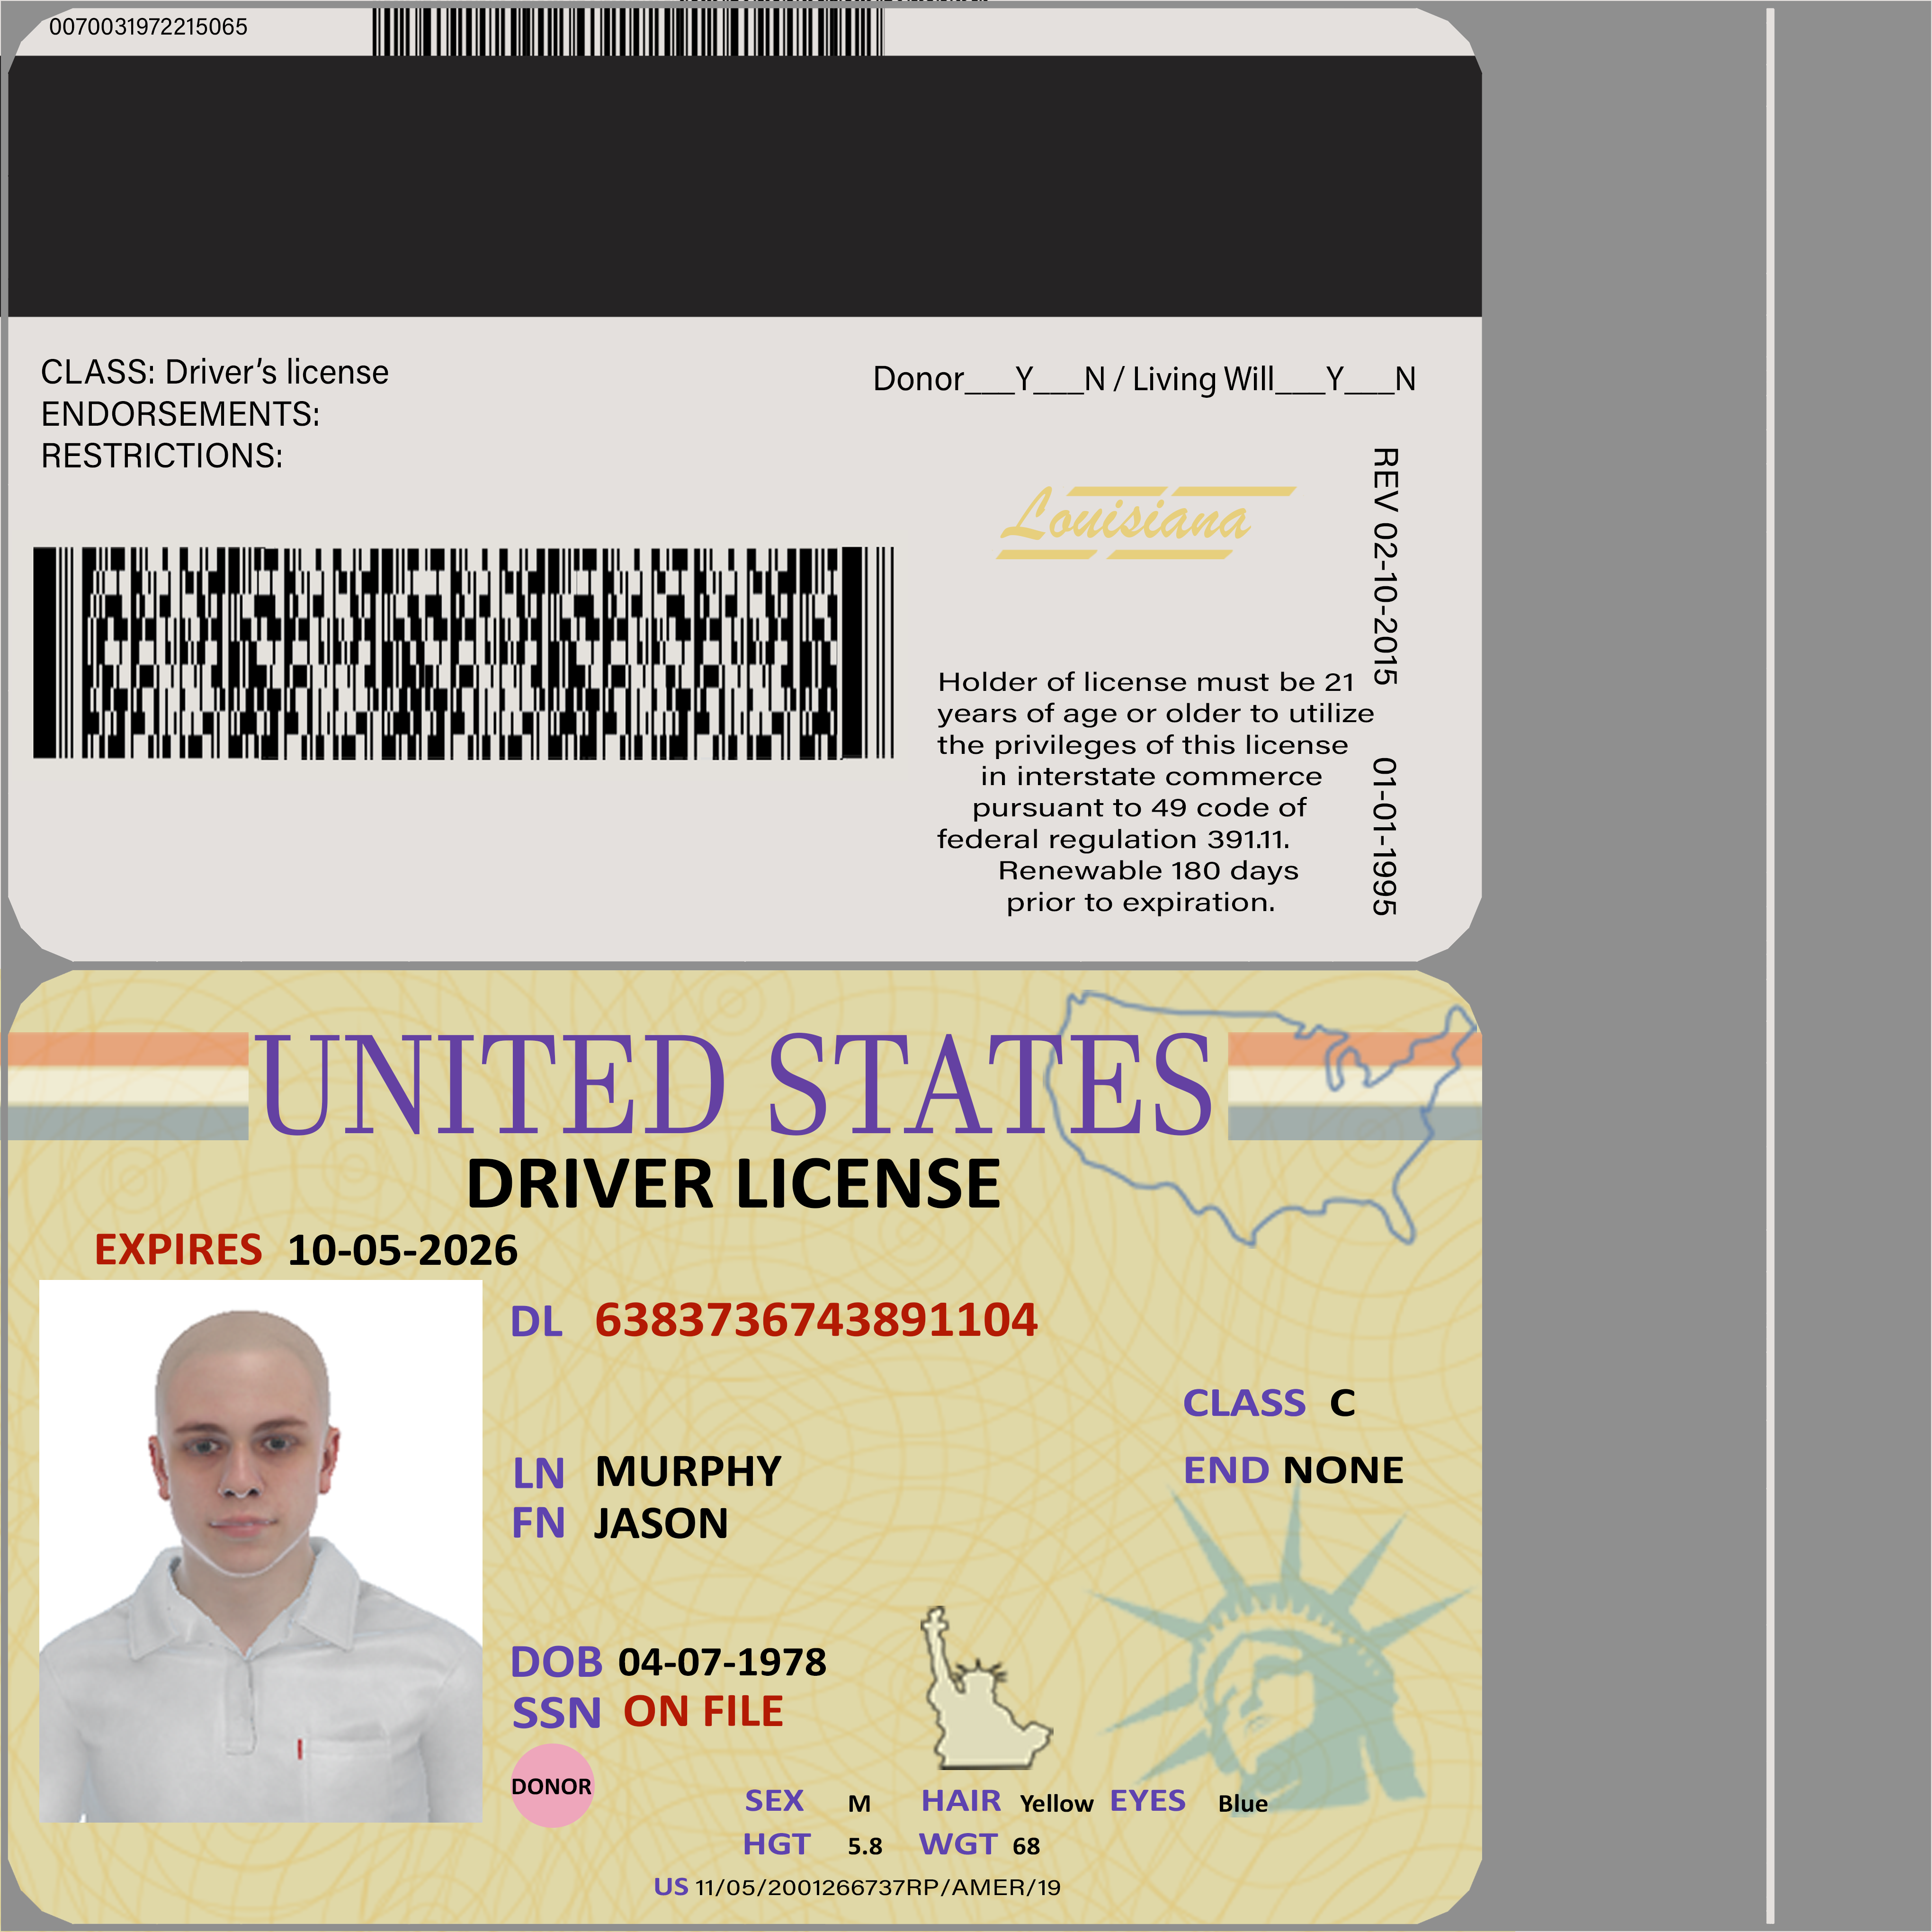 0070031972215065
CLASS: Driver's license
ENDORSEMENTS:
RESTRICTIONS:
Donor___Y___N / Living Will___Y___N
Louisiana
REV 02-10-2015 01-01-1995
Holder of license must be 21
years of age or older to utilize
the privileges of this license
in interstate commerce
pursuant to 49 code of
federal regulation 391.11.
Renewable 180 days
prior to expiration.
UNITED STATES
DRIVER LICENSE
EXPIRES 10-05-2026
DL 6383736743891104
CLASS C
END NONE
LN MURPHY
FN JASON
DOB 04-07-1978
SSN ON FILE
DONOR
SEX M HAIR Yellow EYES Blue
HGT 5.8 WGT 68
US 11/05/2001266737RP/AMER/19